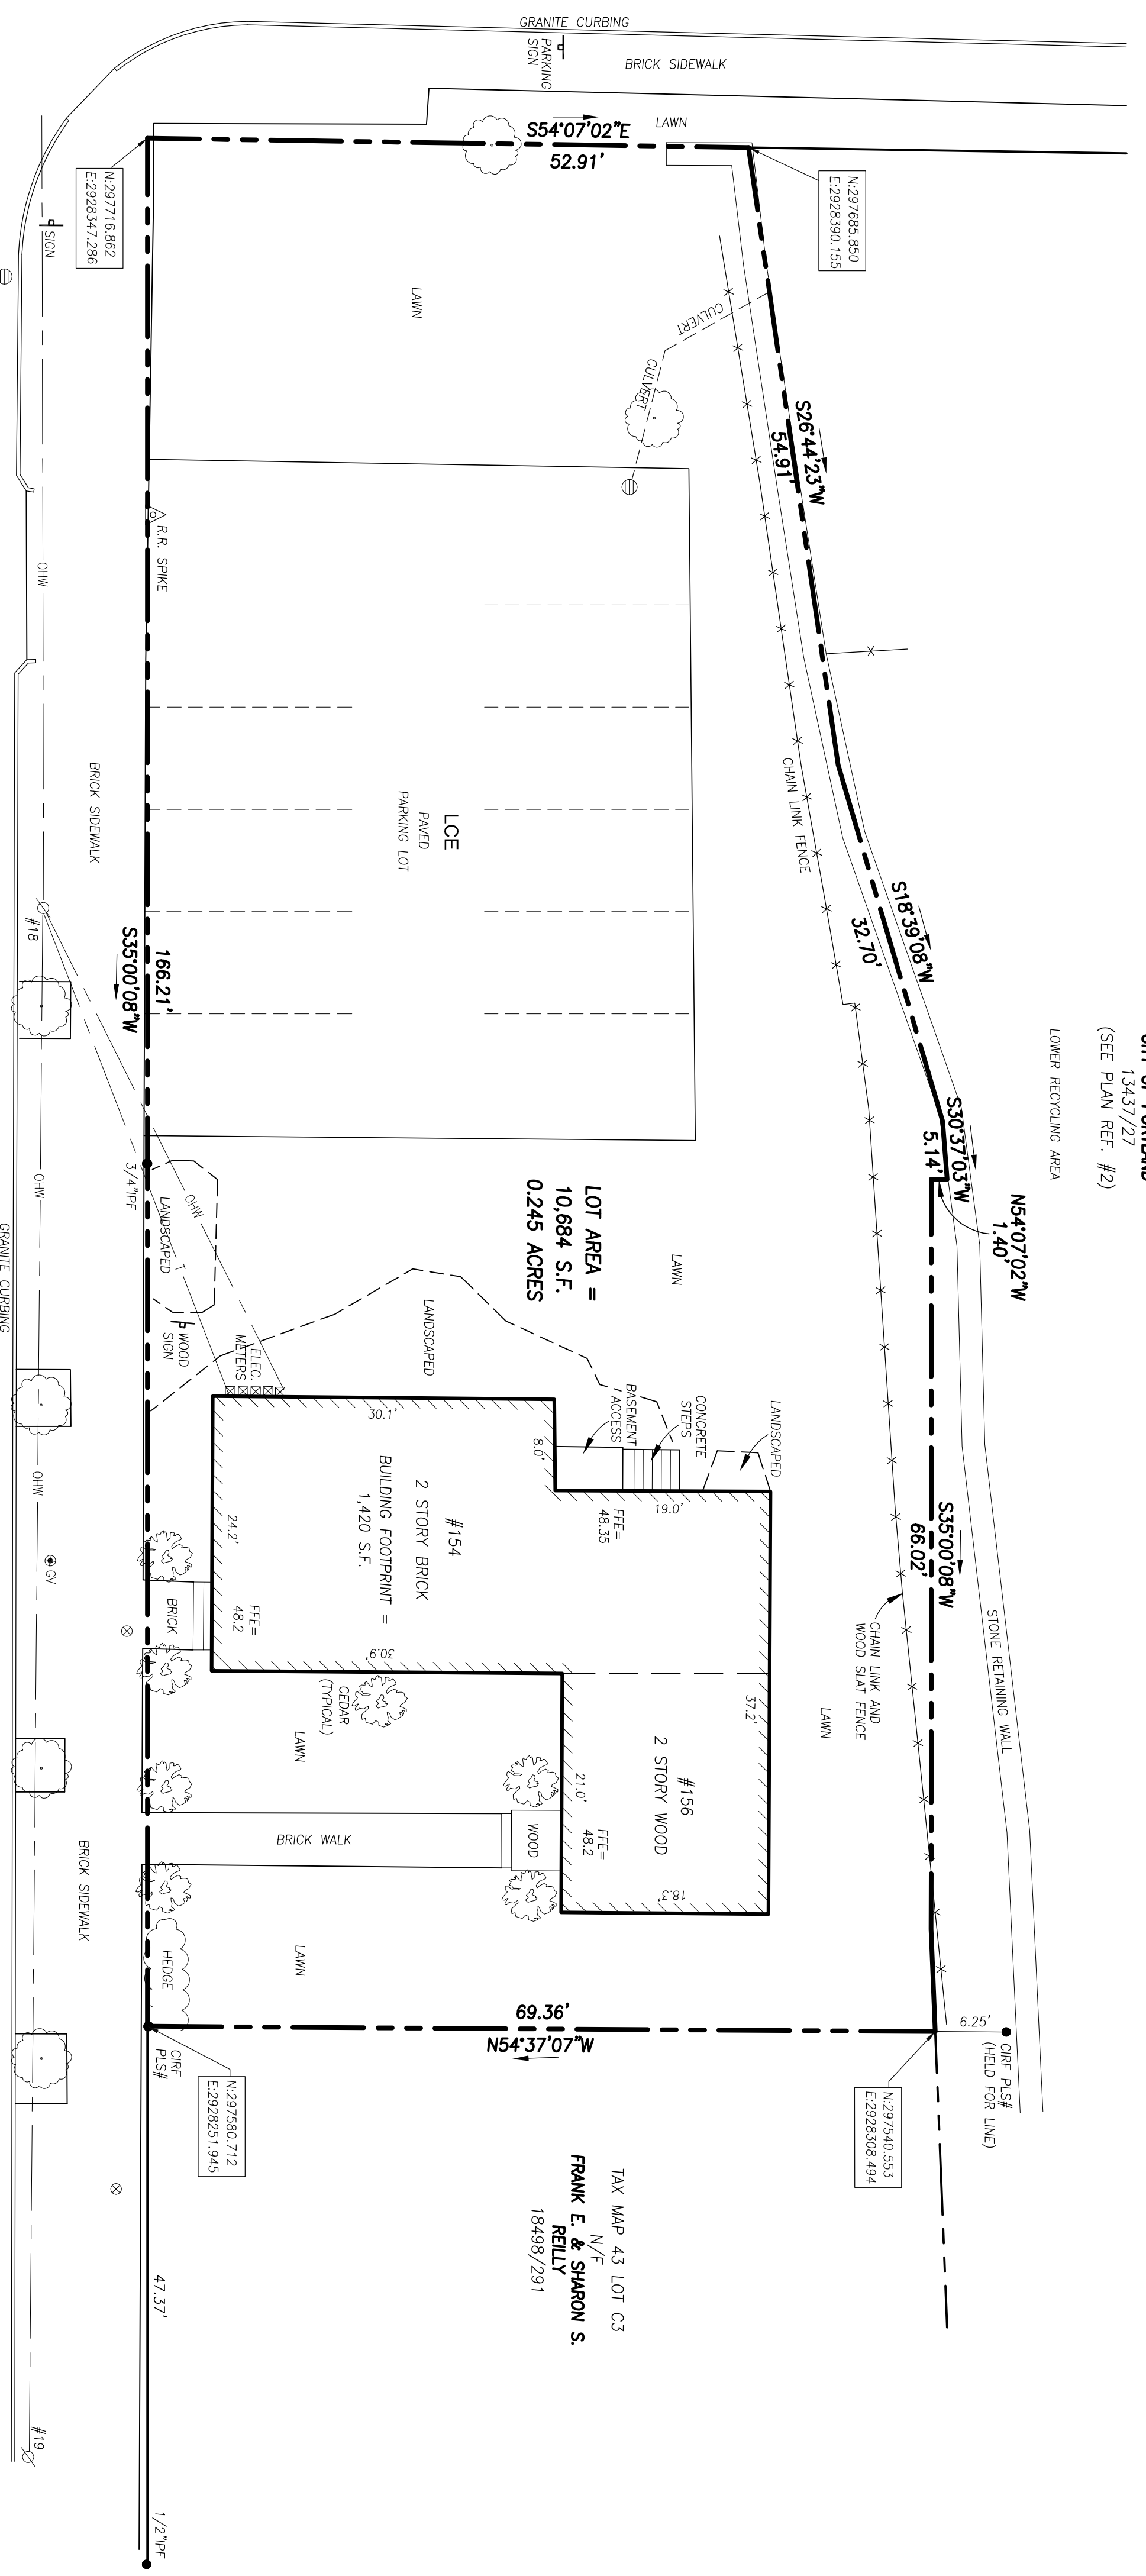 GRANITE CURBING
PARKING
SIGN
BRICK SIDEWALK
LAWN
S54°07'02"E
52.91'
N:297716.862
E:2928347.286
N:297685.850
E:2928390.155
SIGN
LAWN
CULVERT
CULVERT
S26°44'23"W
54.91'
OHW
R.R. SPIKE
BRICK SIDEWALK
LCE
PAVED
PARKING LOT
CHAIN LINK FENCE
S18°39'08"W
32.70'
#18
166.21'
S35°00'08"W
CITY OF PORTLAND
13437/27
(SEE PLAN REF. #2)
LOWER RECYCLING AREA
S30°37'03"W
5.14'
N54°07'02"W
1.40'
3/4"IPF
OHW
OHW
LANDSCAPED
LOT AREA =
10,684 S.F.
0.245 ACRES
LAWN
GRANITE CURBING
WOOD
SIGN
ELEC.
METERS
LANDSCAPED
BASEMENT
ACCESS
CONCRETE
STEPS
LANDSCAPED
30.1'
8.0'
19.0'
24.2'
30.9'
37.2'
21.0'
18.3'
#154
2 STORY BRICK
BUILDING FOOTPRINT =
1,420 S.F.
FFE=
48.35
FFE=
48.2
BRICK
OHW
GV
S35°00'08"W
66.02'
CHAIN LINK AND
WOOD SLAT FENCE
STONE RETAINING WALL
CEDAR
(TYPICAL)
LAWN
LAWN
#156
2 STORY WOOD
FFE=
48.2
WOOD
BRICK WALK
BRICK SIDEWALK
HEDGE
LAWN
69.36'
N54°37'07"W
6.25'
CIRF PLS#
(HELD FOR LINE)
CIRF
PLS#
N:297580.712
E:2928251.945
N:297540.553
E:2928308.494
TAX MAP 43 LOT C3
N/F
FRANK E. & SHARON S.
REILLY
18498/291
47.37'
#19
1/2"IPF